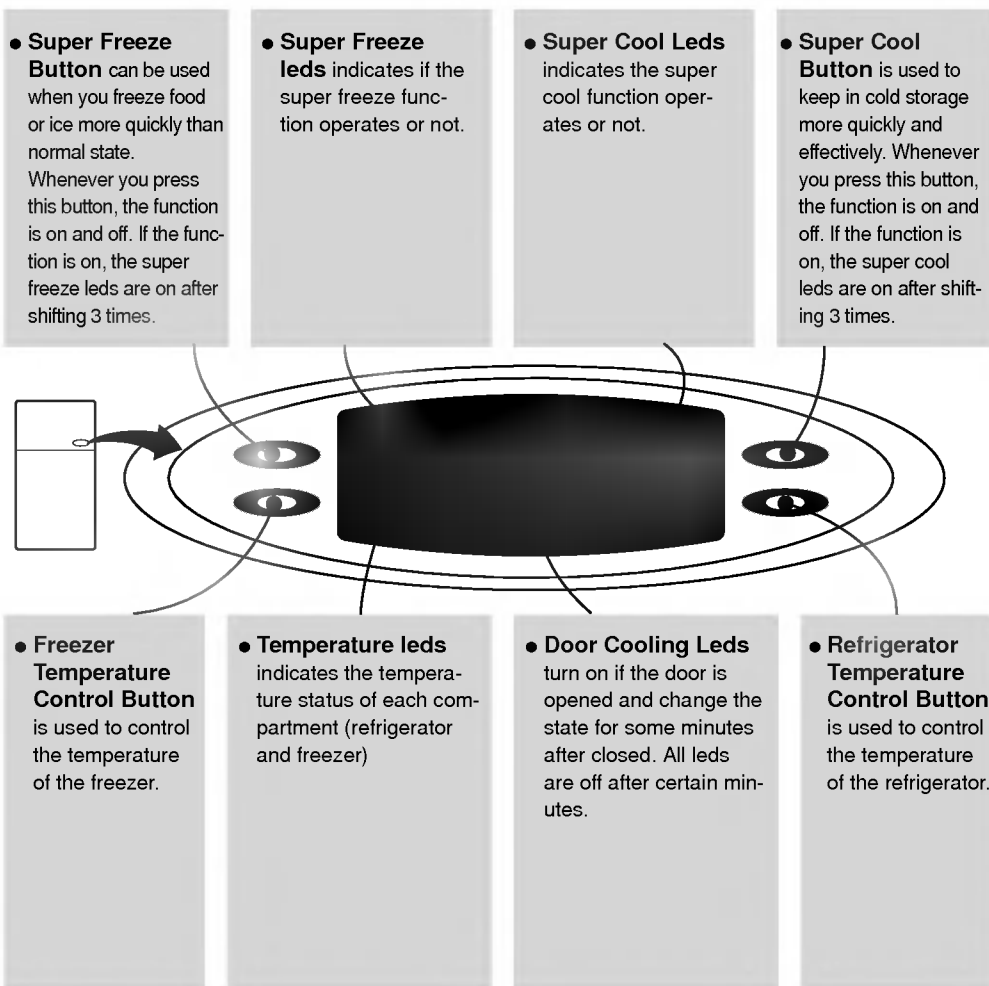 ● Super Freeze
Button can be used
when you freeze food
or ice more quickly than
normal state.
Whenever you press
this button, the function
is on and off. If the func-
tion is on, the super
freeze leds are on after
shifting 3 times.
● Super Freeze
leds indicates if the
super freeze func-
tion operates or not.
● Super Cool Leds
indicates the super
cool function oper-
ates or not.
● Super Cool
Button is used to
keep in cold storage
more quickly and
effectively. Whenever
you press this button,
the function is on and
off. If the function is
on, the super cool
leds are on after shift-
ing 3 times.
● Freezer
Temperature
Control Button
is used to control
the temperature
of the freezer.
● Temperature leds
indicates the tempera-
ture status of each com-
partment (refrigerator
and freezer)
● Door Cooling Leds
turn on if the door is
opened and change the
state for some minutes
after closed. All leds
are off after certain min-
utes.
● Refrigerator
Temperature
Control Button
is used to control
the temperature
of the refrigerator.